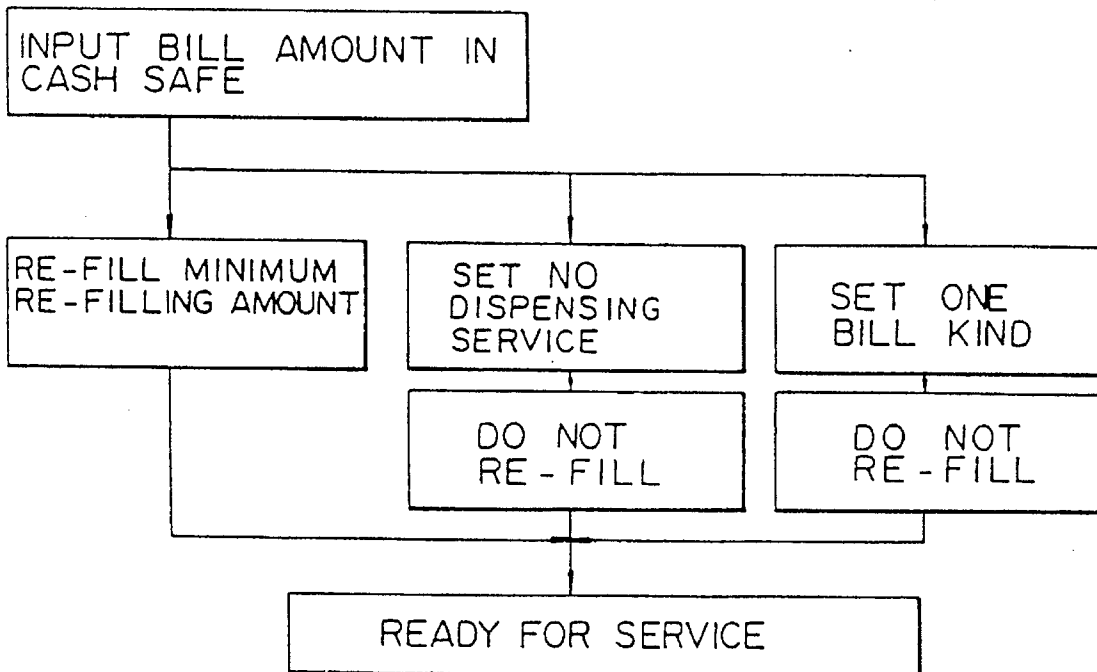 INPUT BILL AMOUNT IN
CASH SAFE
RE-FILL MINIMUM
RE-FILLING AMOUNT
SET NO
DISPENSING
SERVICE
SET ONE
BILL KIND
DO NOT
RE-FILL
DO NOT
RE-FILL
READY FOR SERVICE